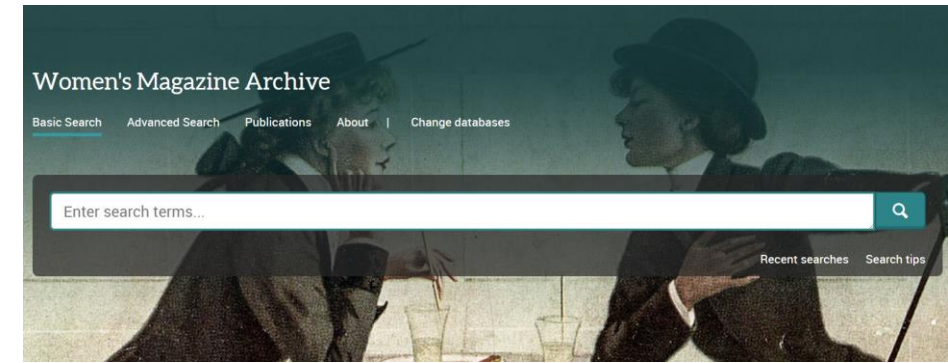 Women's Magazine Archive
Basic Search Advanced Search Publications About | Change databases
Enter search terms...
Recent searches Search tips